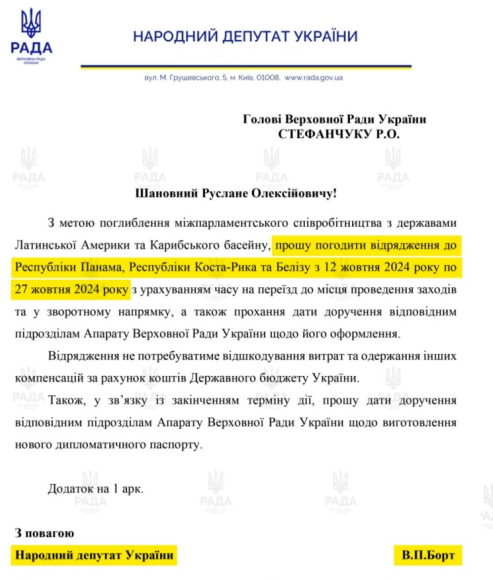 РАДА
ВЕРХОВНА РАДА
УКРАЇНИ
НАРОДНИЙ ДЕПУТАТ УКРАЇНИ
вул. М. Грушевського, 5, м. Київ, 01008, www.rada.gov.ua
Голові Верховної Ради України
СТЕФАНЧУКУ Р.О.
Шановний Руслане Олексійовичу!
З метою поглиблення міжпарламентського співробітництва з державами
Латинської Америки та Карибського басейну, прошу погодити відрядження до
Республіки Панама, Республіки Коста-Рика та Белізу з 12 жовтня 2024 року по
27 жовтня 2024 року з урахуванням часу на переїзд до місця проведення заходів
та у зворотному напрямку, а також прохання дати доручення відповідним
підрозділам Апарату Верховної Ради України щодо його оформлення.
Відрядження не потребуватиме відшкодування витрат та одержання інших
компенсацій за рахунок коштів Державного бюджету України.
Також, у зв’язку із закінченням терміну дії, прошу дати доручення
відповідним підрозділам Апарату Верховної Ради України щодо виготовлення
нового дипломатичного паспорту.
Додаток на 1 арк.
З повагою
Народний депутат України В.П.Борт